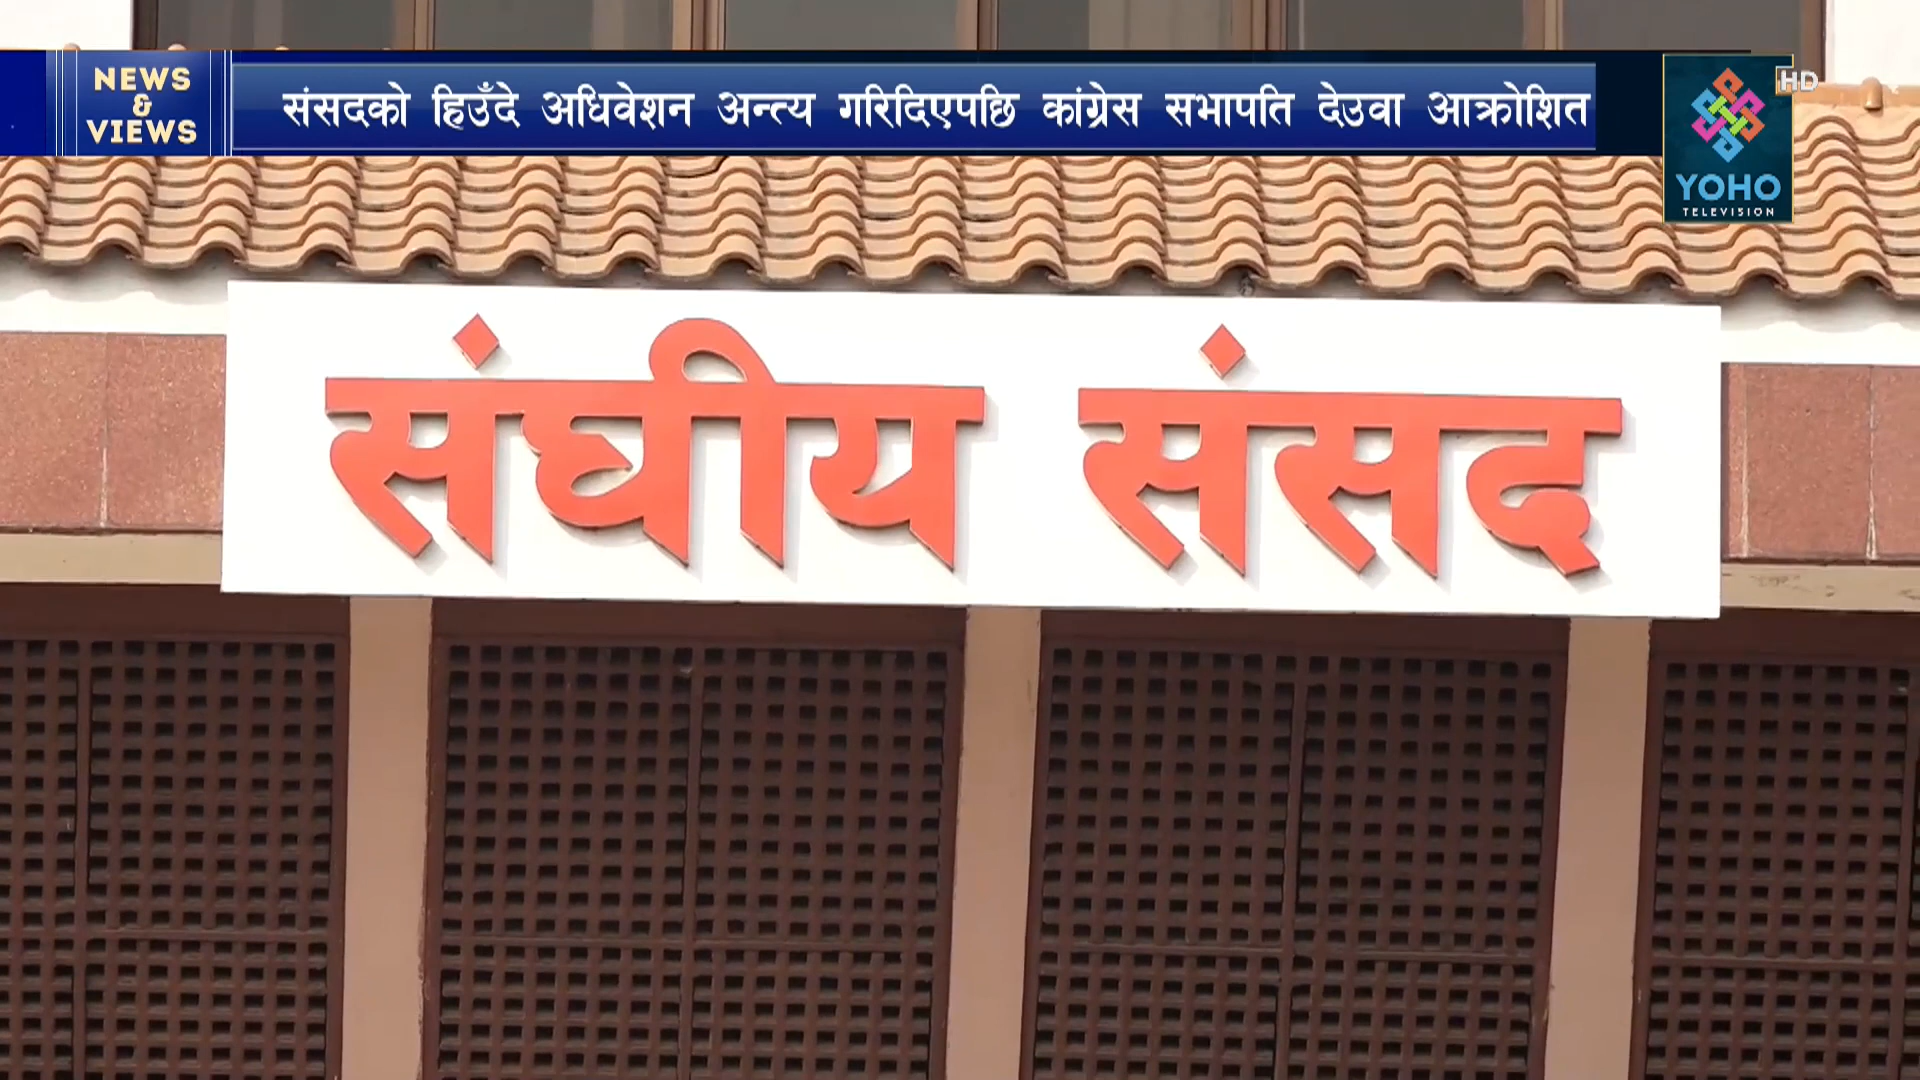 NEWS
&
VIEWS
संसदको हिउँदे अधिवेशन अन्त्य गरिदिएपछि कांग्रेस सभापति देउवा आक्रोशित
HD
YOHO
TELEVISION
संघीय संसद